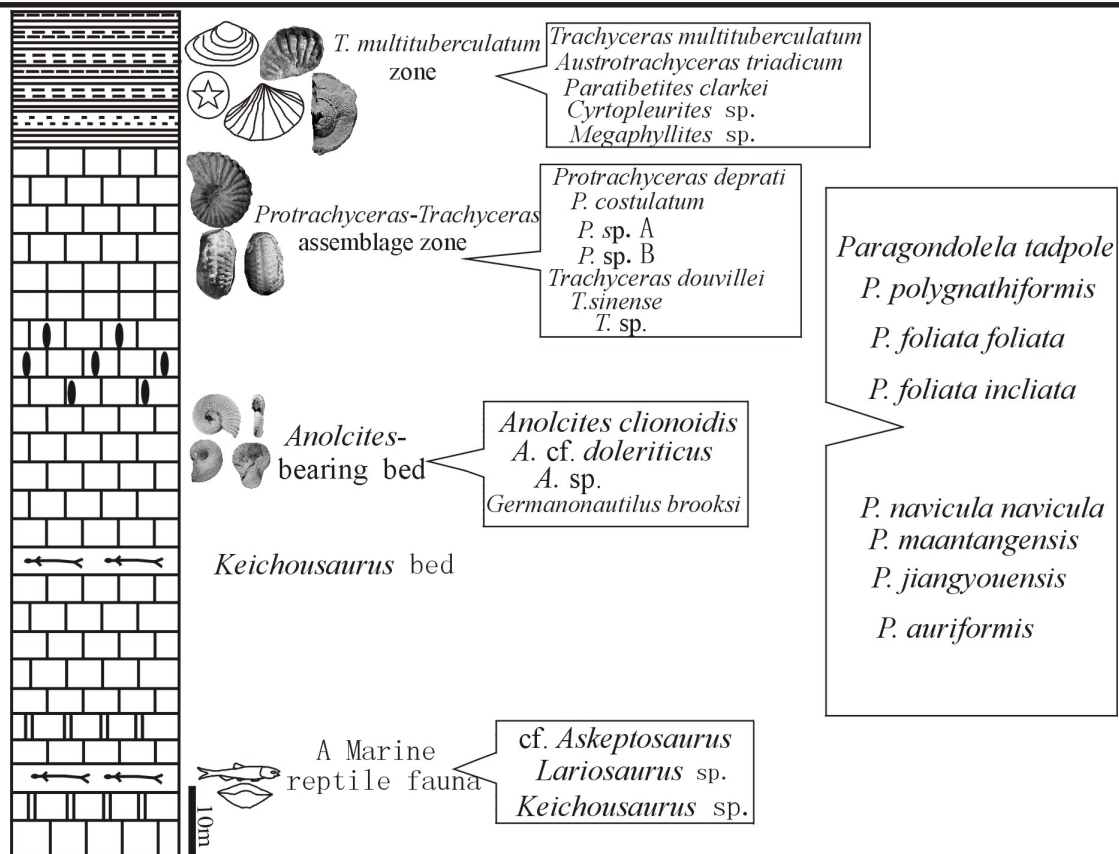 T. multituberculatum
zone
Trachyceras multituberculatum
Austrotrachyceras triadicum
Paratibetites clarkei
Cyrtopleurites sp.
Megaphyllites sp.
Protrachyceras-Trachyceras
assemblage zone
Protrachyceras deprati
P. costulatum
P. sp. A
P. sp. B
Trachyceras douvillei
T.sinense
T. sp.
Anolcites-
bearing bed
Anolcites clionoidis
A. cf. doleriticus
A. sp.
Germanonautilus brooksi
Keichousaurus bed
A Marine
reptile fauna
cf. Askeptosaurus
Lariosaurus sp.
Keichousaurus sp.
10m
Paragondolela tadpole
P. polygnathiformis
P. foliata foliata
P. foliata incliata
P. navicula navicula
P. maantangensis
P. jiangyouensis
P. auriformis